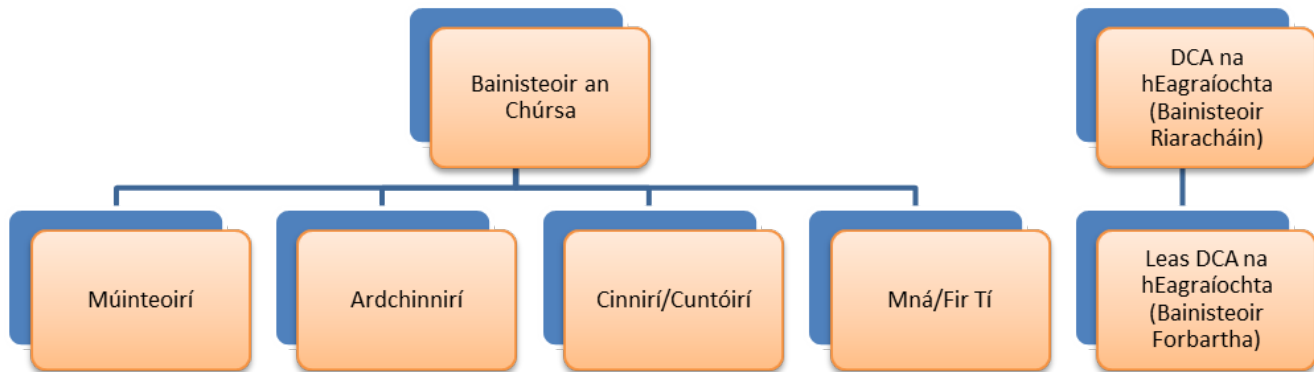 Bainisteoir an
Chúrsa
DCA na
hEagraíochta
(Bainisteoir
Riaracháin)
Múinteoirí
Ardchinnirí
Cinnirí/Cuntóirí
Mná/Fir Tí
Leas DCA na
hEagraíochta
(Bainisteoir
Forbartha)